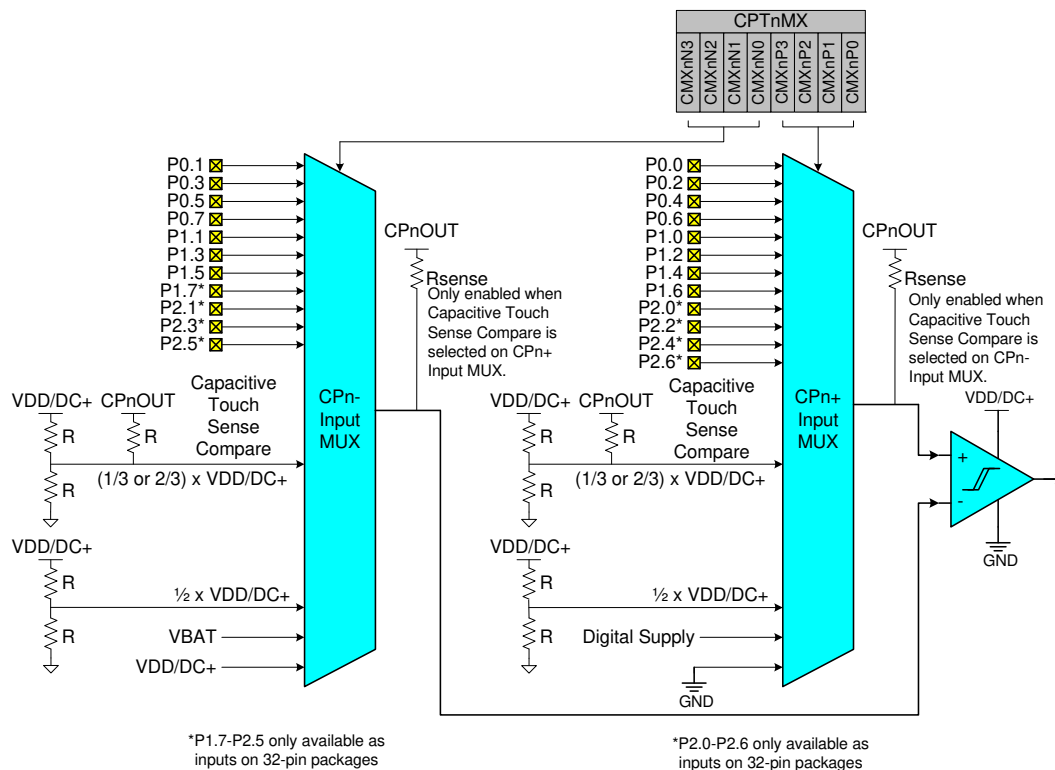 CPTnMX
CMXnN3
CMXnN2
CMXnN1
CMXnN0
CMXnP3
CMXnP2
CMXnP1
CMXnP0
P0.1
P0.3
P0.5
P0.7
P1.1
P1.3
P1.5
P1.7*
P2.1*
P2.3*
P2.5*
CPnOUT
Rsense
Only enabled when
Capacitive Touch
Sense Compare is
selected on CPn+
Input MUX.
VDD/DC+
CPnOUT
R
R
R
Capacitive
Touch
Sense
Compare
(1/3 or 2/3) x VDD/DC+
CPn-
Input
MUX
VDD/DC+
R
R
½ x VDD/DC+
VBAT
VDD/DC+
*P1.7-P2.5 only available as
inputs on 32-pin packages
P0.0
P0.2
P0.4
P0.6
P1.0
P1.2
P1.4
P1.6
P2.0*
P2.2*
P2.4*
P2.6*
CPnOUT
Rsense
Only enabled when
Capacitive Touch
Sense Compare is
selected on CPn-
Input MUX.
VDD/DC+
CPnOUT
R
R
R
Capacitive
Touch
Sense
Compare
(1/3 or 2/3) x VDD/DC+
CPn+
Input
MUX
VDD/DC+
R
R
½ x VDD/DC+
Digital Supply
GND
VDD/DC+
+
-
GND
*P2.0-P2.6 only available as
inputs on 32-pin packages